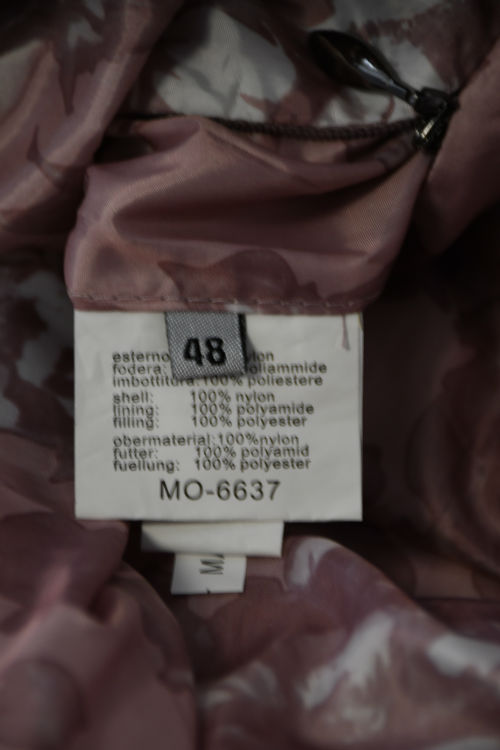 48
esterno
fodera: poliammide
imbottitura: 100% poliestere
shell: 100% nylon
lining: 100% polyamide
filling: 100% polyester
obermaterial: 100%nylon
futter: 100% polyamid
fuellung: 100% polyester
MO-6637